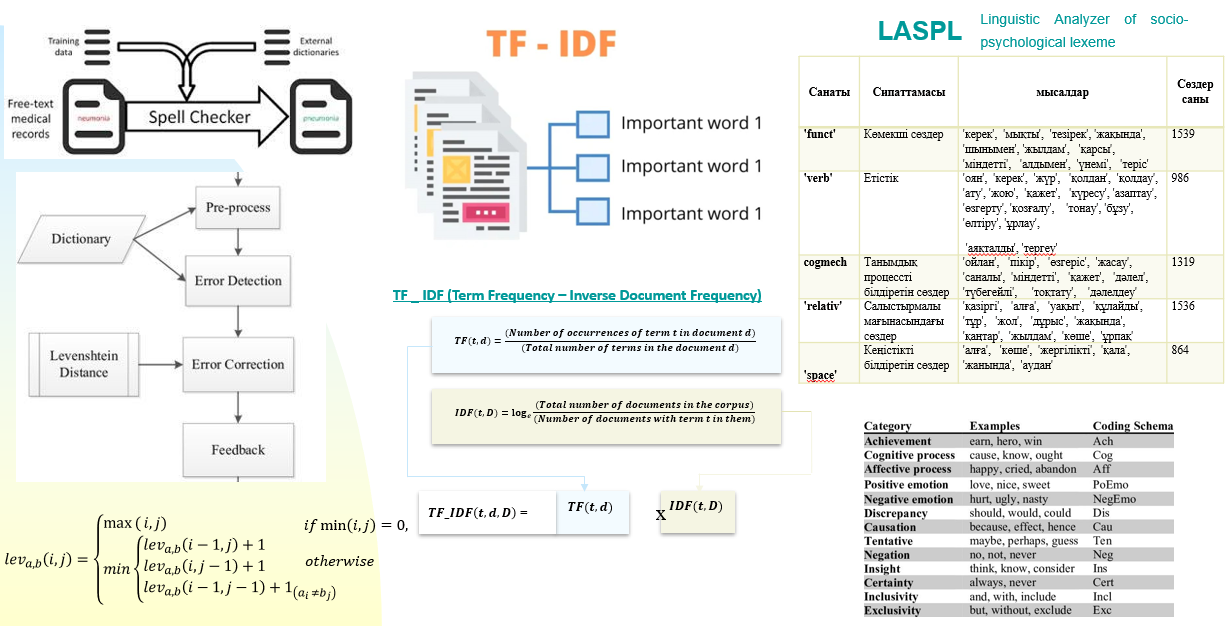 Training
data
External
dictionaries
Free-text
medical
records
neumonia
Spell Checker
pneumonia
Dictionary
Pre-process
Error Detection
Levenshtein
Distance
Error Correction
Feedback
lev_{a,b}(i, j) = { max (i, j) if min(i, j) = 0,
min { lev_{a,b}(i − 1, j) + 1
lev_{a,b}(i, j − 1) + 1 otherwise
lev_{a,b}(i − 1, j − 1) + 1_{(a_i ≠ b_j)}
TF - IDF
Important word 1
Important word 1
Important word 1
TF _ IDF (Term Frequency – Inverse Document Frequency)
TF(t, d) = (Number of occurrences of term t in document d) / (Total number of terms in the document d)
IDF(t, D) = log_e (Total number of documents in the corpus) / (Number of documents with term t in them)
TF_IDF(t, d, D) = TF(t, d) X IDF(t, D)
LASPL
Linguistic Analyzer of socio-
psychological lexeme
Санаты Сипаттамасы мысалдар Сөздер
саны
'funct' Көмекші сөздер 'керек', 'мықты', 'тезірек', 'жақында', 1539
'шынымен', 'жылдам', 'қарсы',
'міндетті', 'алдымен', 'үнемі', 'теріс'
'verb' Етістік 'оян', 'керек', 'жүр', 'қолдан', 'қолдау', 986
'ату', 'жою', 'қажет', 'күресу', 'азаптау',
'өзгерту', 'қозғалу', 'тонау', 'бұзу',
'өлтіру', 'ұрлау',
'аяқталды', 'тергеу'
cogmech Танымдық 'ойлан', 'пікір', 'өзгеріс', 'жасау', 1319
процессті 'саналы', 'міндетті', 'қажет', 'дәлел',
білдіретін сөздер 'түбегейлі', 'тоқтату', 'дәлелдеу'
'relativ' Салыстырмалы 'қазіргі', 'алға', 'уақыт', 'құлайды', 1536
мағынасындағы 'тұр', 'жол', 'дұрыс', 'жақында',
сөздер 'қаңтар', 'жылдам', 'көше', 'ұрпақ'
Кеңістікті 'алға', 'көше', 'жергілікті', 'қала', 864
білдіретін сөздер 'жанында', 'аудан'
'space'
Category Examples Coding Schema
Achievement earn, hero, win Ach
Cognitive process cause, know, ought Cog
Affective process happy, cried, abandon Aff
Positive emotion love, nice, sweet PoEmo
Negative emotion hurt, ugly, nasty NegEmo
Discrepancy should, would, could Dis
Causation because, effect, hence Cau
Tentative maybe, perhaps, guess Ten
Negation no, not, never Neg
Insight think, know, consider Ins
Certainty always, never Cert
Inclusivity and, with, include Incl
Exclusivity but, without, exclude Exc